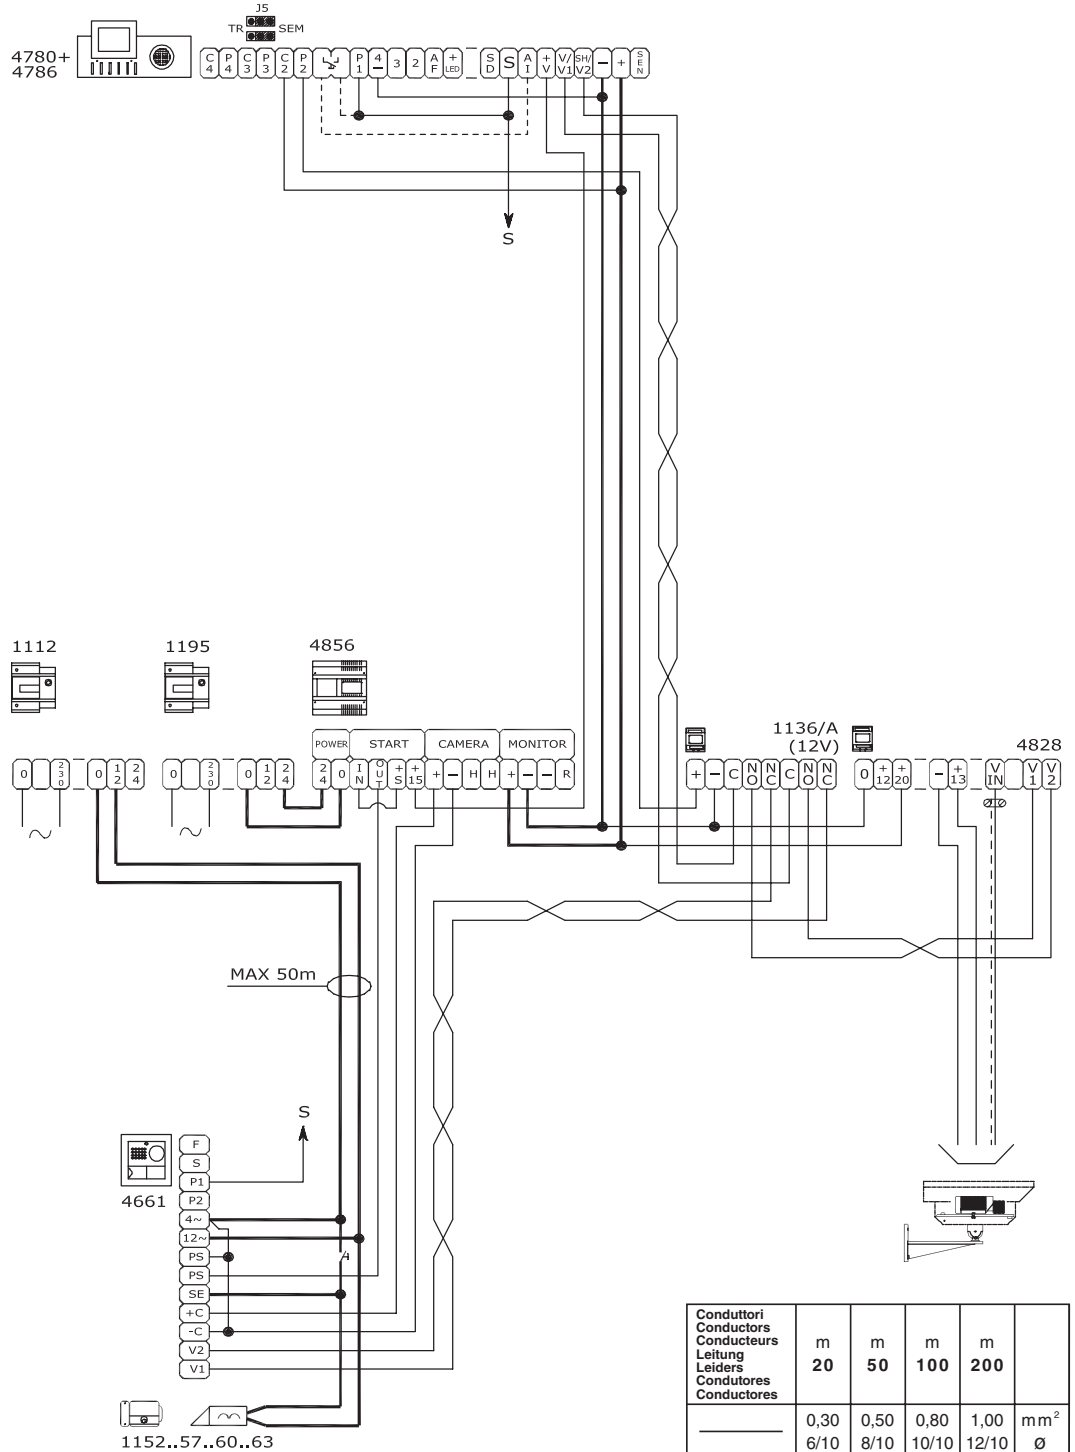 J5
TR SEM
4780+
4786
C4 P4 C3 P3 C2 P2 P1 4– 3 2 AF +LED SD S AI +V V/V1 SH/V2 – + SEN
S
1112
1195
4856
1136/A
(12V)
4828
POWER START CAMERA MONITOR
0 230 0 12 24 0 230 0 12 24 24 0 IN OUT +S +15 + – H H + – – R + – C NO NC C NO NC 0 +12 +20 – +13 VIN V1 V2
MAX 50m
S
4661
F
S
P1
P2
4~
12~
PS
PS
SE
+C
-C
V2
V1
1152..57..60..63
Conduttori
Conductors
Conducteurs
Leitung
Leiders
Condutores
Conductores
m m m m
20 50 100 200
0,30 0,50 0,80 1,00 mm²
6/10 8/10 10/10 12/10 Ø